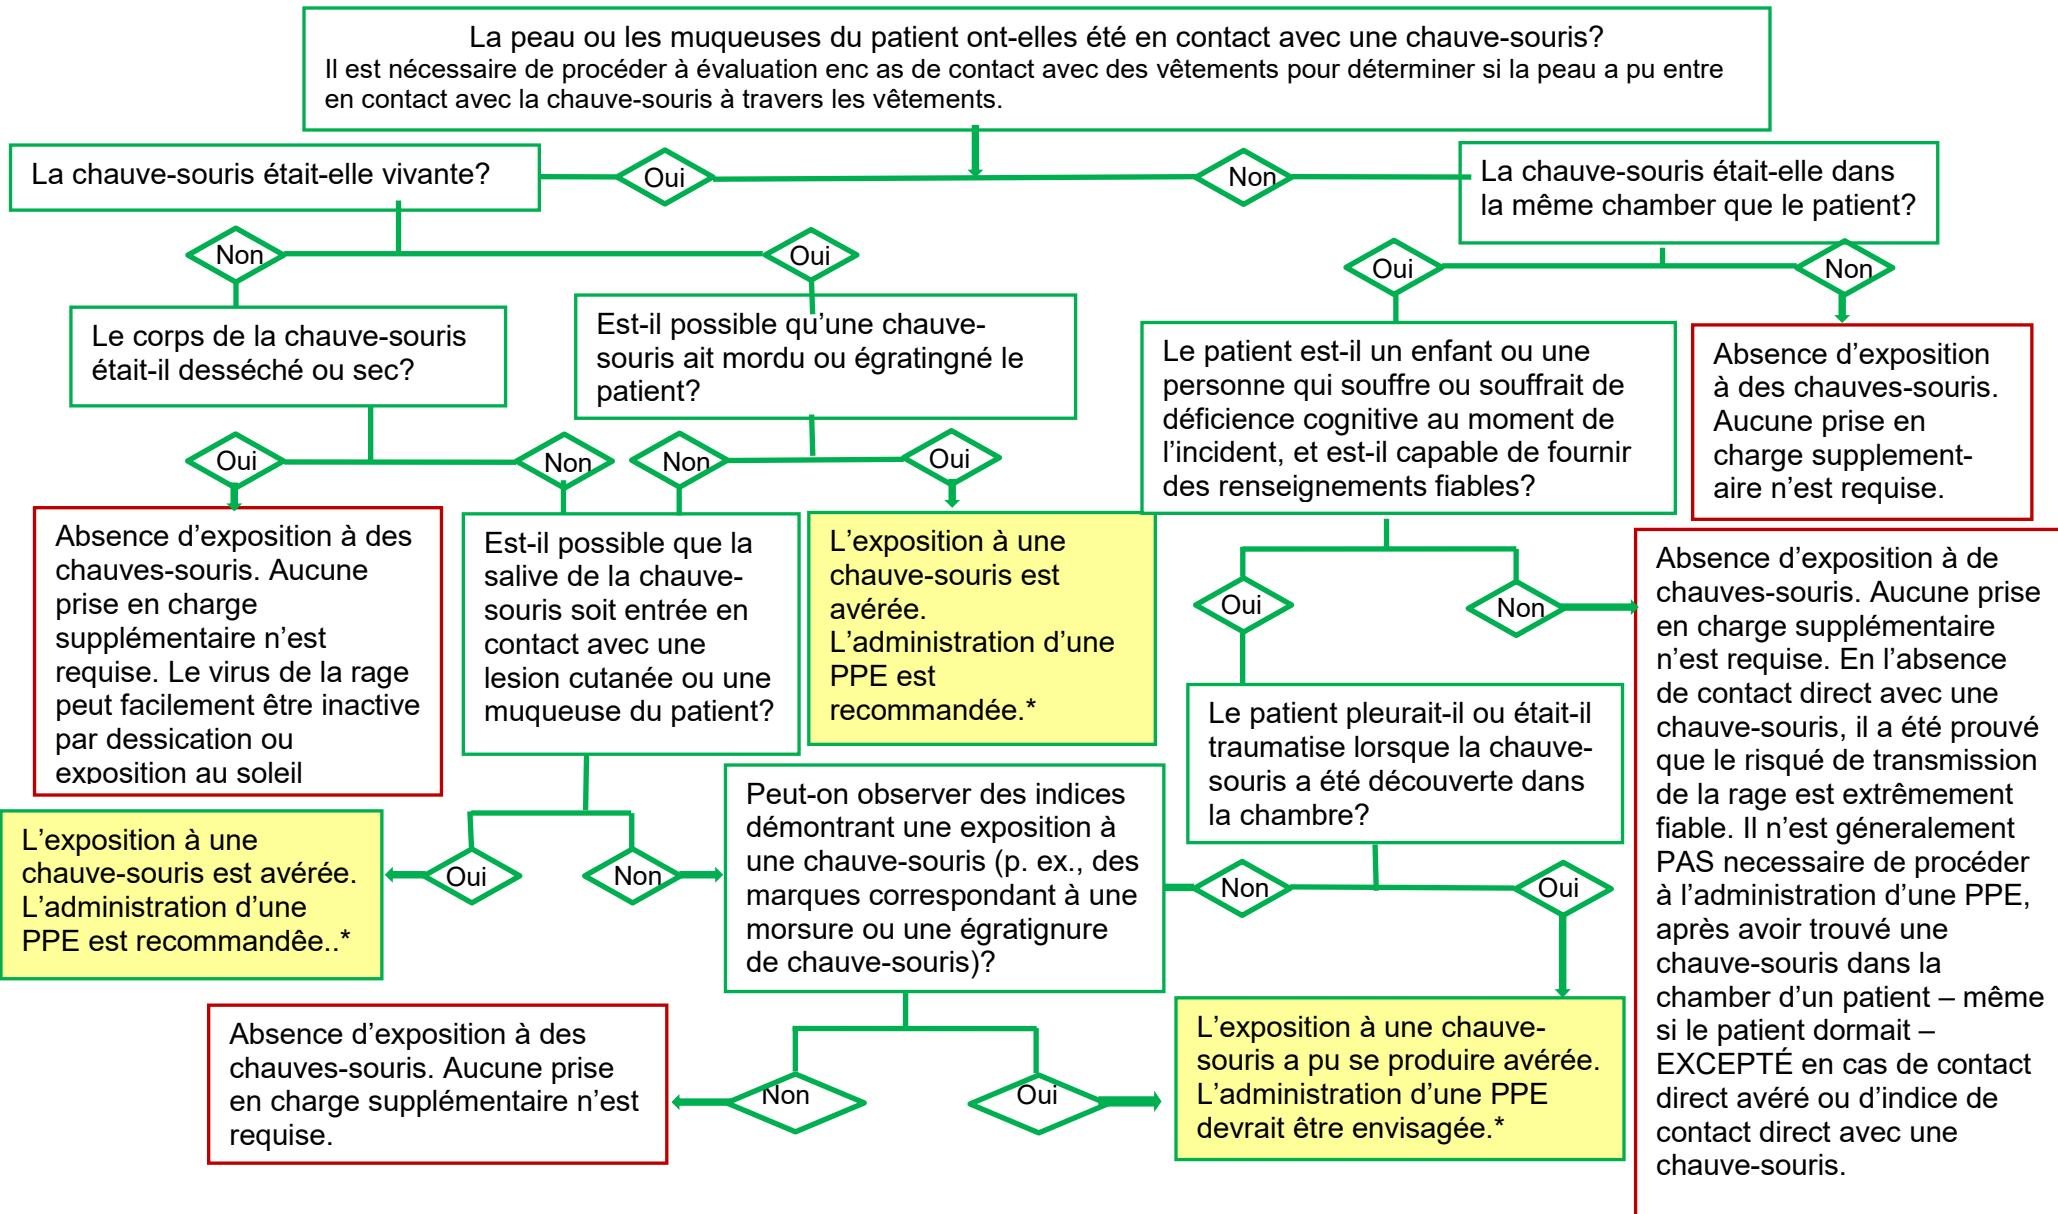 La peau ou les muqueuses du patient ont-elles été en contact avec une chauve-souris?
Il est nécessaire de procéder à évaluation enc as de contact avec des vêtements pour déterminer si la peau a pu entre
en contact avec la chauve-souris à travers les vêtements.
La chauve-souris était-elle vivante?
Oui
Non
La chauve-souris était-elle dans
la même chamber que le patient?
Non
Oui
Oui
Non
Le corps de la chauve-souris
était-il desséché ou sec?
Est-il possible qu’une chauve-
souris ait mordu ou égratingné le
patient?
Le patient est-il un enfant ou une
personne qui souffre ou souffrait de
déficience cognitive au moment de
l’incident, et est-il capable de fournir
des renseignements fiables?
Absence d’exposition
à des chauves-souris.
Aucune prise en
charge supplement-
aire n’est requise.
Oui
Non
Non
Oui
Absence d’exposition à des
chauves-souris. Aucune
prise en charge
supplémentaire n’est
requise. Le virus de la rage
peut facilement être inactive
par dessication ou
exposition au soleil
Est-il possible que la
salive de la chauve-
souris soit entrée en
contact avec une
lesion cutanée ou une
muqueuse du patient?
L’exposition à une
chauve-souris est
avérée.
L’administration d’une
PPE est
recommandée.*
Oui
Non
Absence d’exposition à de
chauves-souris. Aucune prise
en charge supplémentaire
n’est requise. En l’absence
de contact direct avec une
chauve-souris, il a été prouvé
que le risqué de transmission
de la rage est extrêmement
fiable. Il n’est géneralement
PAS necessaire de procéder
à l’administration d’une PPE,
après avoir trouvé une
chauve-souris dans la
chamber d’un patient – même
si le patient dormait –
EXCEPTÉ en cas de contact
direct avéré ou d’indice de
contact direct avec une
chauve-souris.
Le patient pleurait-il ou était-il
traumatise lorsque la chauve-
souris a été découverte dans
la chambre?
L’exposition à une
chauve-souris est avérée.
L’administration d’une
PPE est recommandêe..*
Oui
Non
Peut-on observer des indices
démontrant une exposition à
une chauve-souris (p. ex., des
marques correspondant à une
morsure ou une égratignure
de chauve-souris)?
Non
Oui
Absence d’exposition à des
chauves-souris. Aucune prise
en charge supplémentaire n’est
requise.
Non
Oui
L’exposition à une chauve-
souris a pu se produire avérée.
L’administration d’une PPE
devrait être envisagée.*